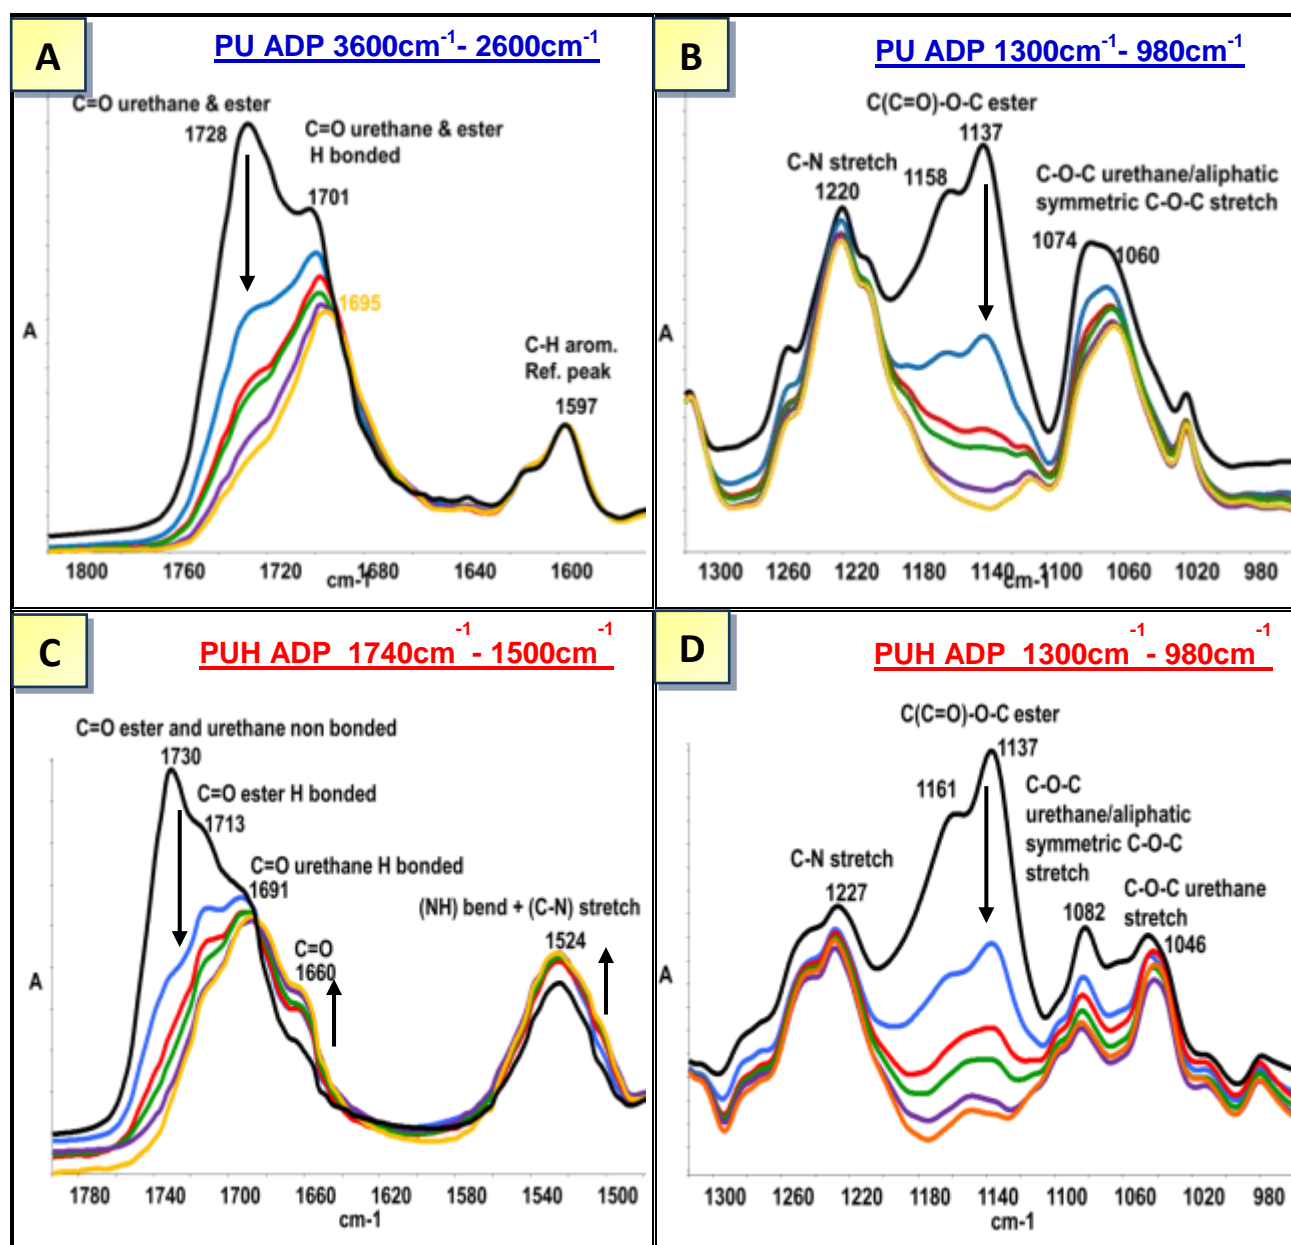 A
PU ADP 3600cm-1- 2600cm-1
C=O urethane & ester
1728
C=O urethane & ester
H bonded
1701
1695
C-H arom.
Ref. peak
1597
A
1800 1760 1720 1680 1640 1600
cm-1
B
PU ADP 1300cm-1- 980cm-1
C(C=O)-O-C ester
1137
C-N stretch
1220
1158
C-O-C urethane/aliphatic
symmetric C-O-C stretch
1074
1060
A
1300 1260 1220 1180 1140 1100 1060 1020 980
cm-1
C
PUH ADP 1740cm-1 - 1500cm-1
C=O ester and urethane non bonded
1730
C=O ester H bonded
1713
C=O urethane H bonded
1691
(NH) bend + (C-N) stretch
1524
C=O
1660
A
1780 1740 1700 1660 1620 1580 1540 1500
cm-1
D
PUH ADP 1300cm-1 - 980cm-1
C(C=O)-O-C ester
1137
1161
C-O-C
urethane/aliphatic
symmetric C-O-C
stretch
C-N stretch
1227
C-O-C urethane
stretch
1082
1046
A
1300 1260 1220 1180 1140 1100 1060 1020 980
cm-1